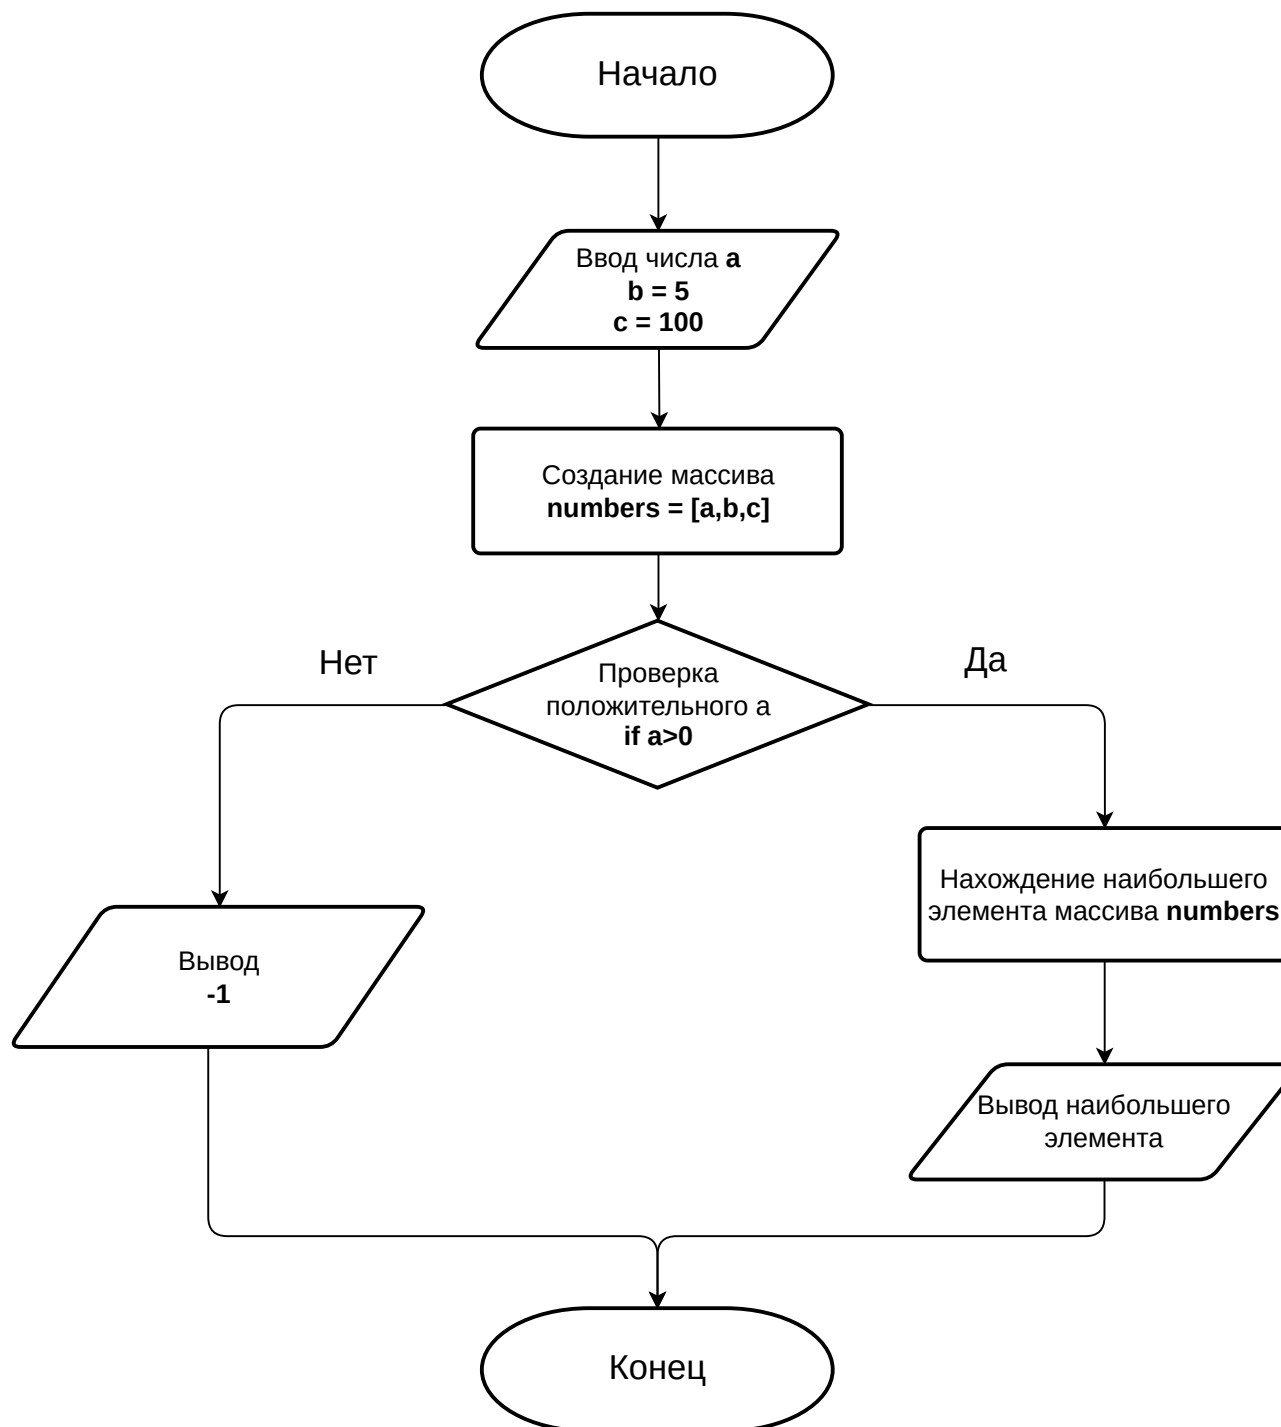 Начало
Ввод числа a
b = 5
c = 100
Создание массива
numbers = [a,b,c]
Нет
Да
Проверка
положительного а
if a>0
Нахождение наибольшего
элемента массива numbers
Вывод
-1
Вывод наибольшего
элемента
Конец